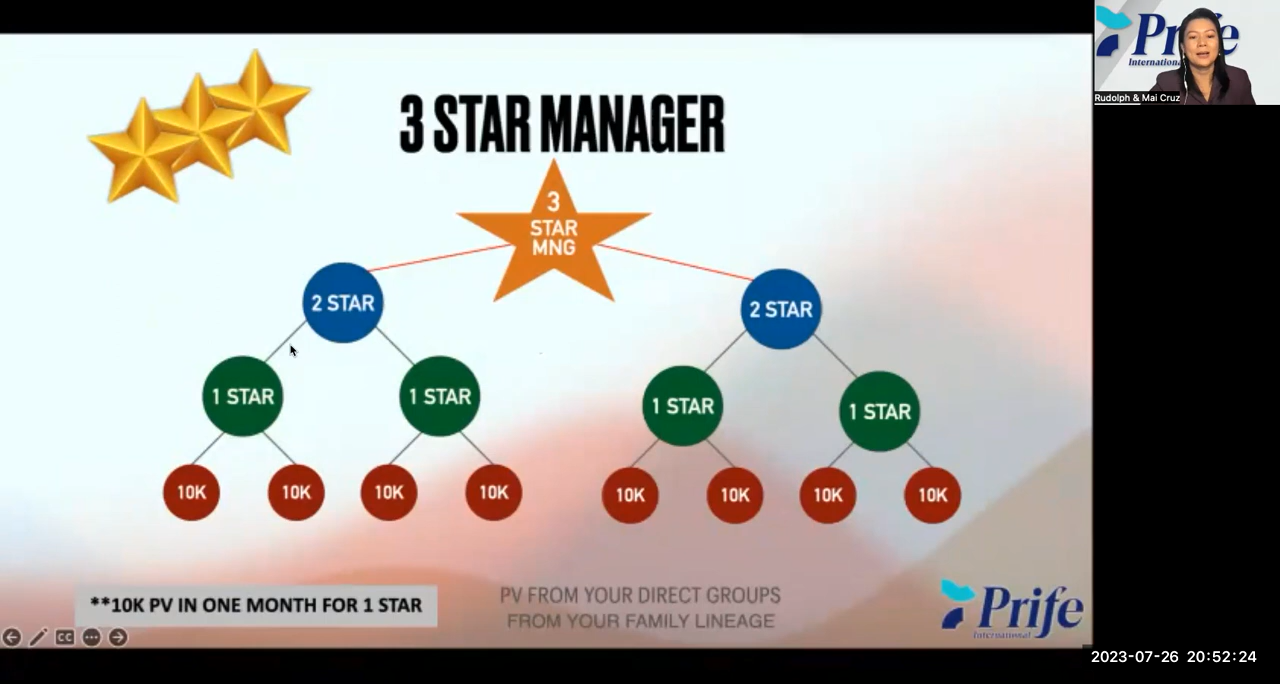 Prife
International
Rudolph & Mai Cruz
3 STAR MANAGER
3
STAR
MNG
2 STAR
2 STAR
1 STAR
1 STAR
1 STAR
1 STAR
10K
10K
10K
10K
10K
10K
10K
10K
**10K PV IN ONE MONTH FOR 1 STAR
PV FROM YOUR DIRECT GROUPS
FROM YOUR FAMILY LINEAGE
Prife
International
CC
2023-07-26 20:52:24